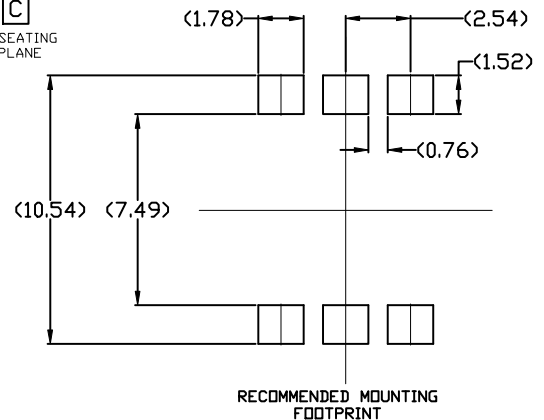 C
SEATING
PLANE
(1.78)
(2.54)
(1.52)
(0.76)
(10.54)
(7.49)
RECOMMENDED MOUNTING
FOOTPRINT